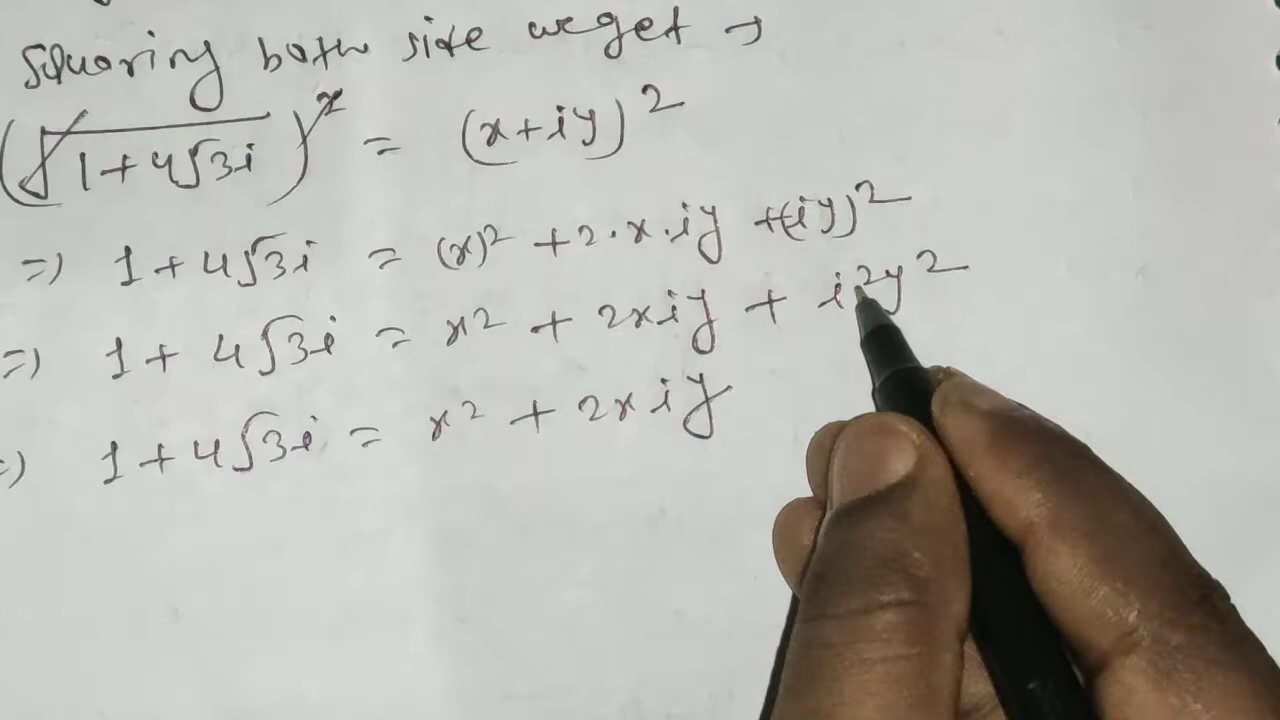 Squaring both side we get →
(√1+4√3i)² = (x+iy)²
=) 1+4√3i = (x)² +2.x.iy +(iy)²
=) 1+4√3i = x² + 2xiy + i²y²
=) 1+4√3i = x² + 2xiy